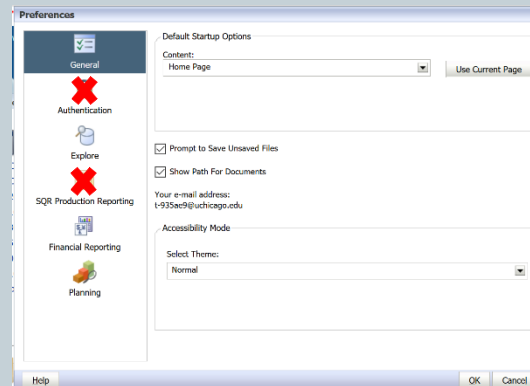 Preferences
General
Authentication
Explore
SQR Production Reporting
Financial Reporting
Planning
Default Startup Options
Content:
Home Page
Use Current Page
Prompt to Save Unsaved Files
Show Path For Documents
Your e-mail address:
t-935ae9@uchicago.edu
Accessibility Mode
Select Theme:
Normal
Help
OK
Cancel